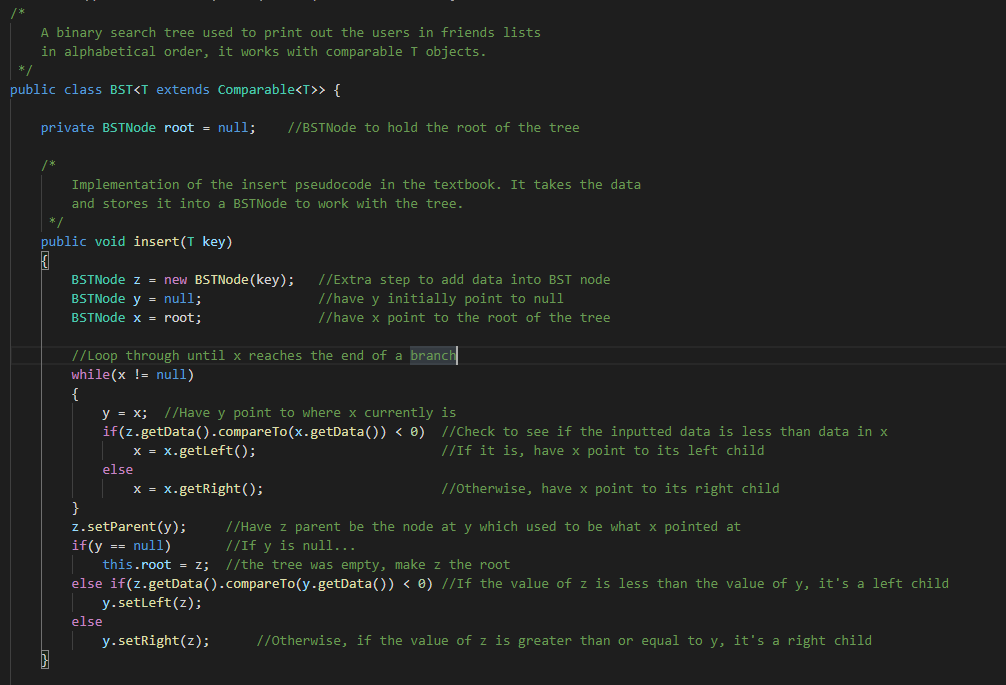 /*
    A binary search tree used to print out the users in friends lists
    in alphabetical order, it works with comparable T objects.
 */
public class BST<T extends Comparable<T>> {
    private BSTNode root = null;    //BSTNode to hold the root of the tree
    /*
        Implementation of the insert pseudocode in the textbook. It takes the data
        and stores it into a BSTNode to work with the tree.
     */
    public void insert(T key)
    {
        BSTNode z = new BSTNode(key);   //Extra step to add data into BST node
        BSTNode y = null;               //have y initially point to null
        BSTNode x = root;               //have x point to the root of the tree
        //Loop through until x reaches the end of a branch
        while(x != null)
        {
            y = x;  //Have y point to where x currently is
            if(z.getData().compareTo(x.getData()) < 0)  //Check to see if the inputted data is less than data in x
                x = x.getLeft();                        //If it is, have x point to its left child
            else
                x = x.getRight();                       //Otherwise, have x point to its right child
        }
        z.setParent(y);     //Have z parent be the node at y which used to be what x pointed at
        if(y == null)       //If y is null...
            this.root = z;  //the tree was empty, make z the root
        else if(z.getData().compareTo(y.getData()) < 0) //If the value of z is less than the value of y, it's a left child
            y.setLeft(z);
        else
            y.setRight(z);      //Otherwise, if the value of z is greater than or equal to y, it's a right child
    }